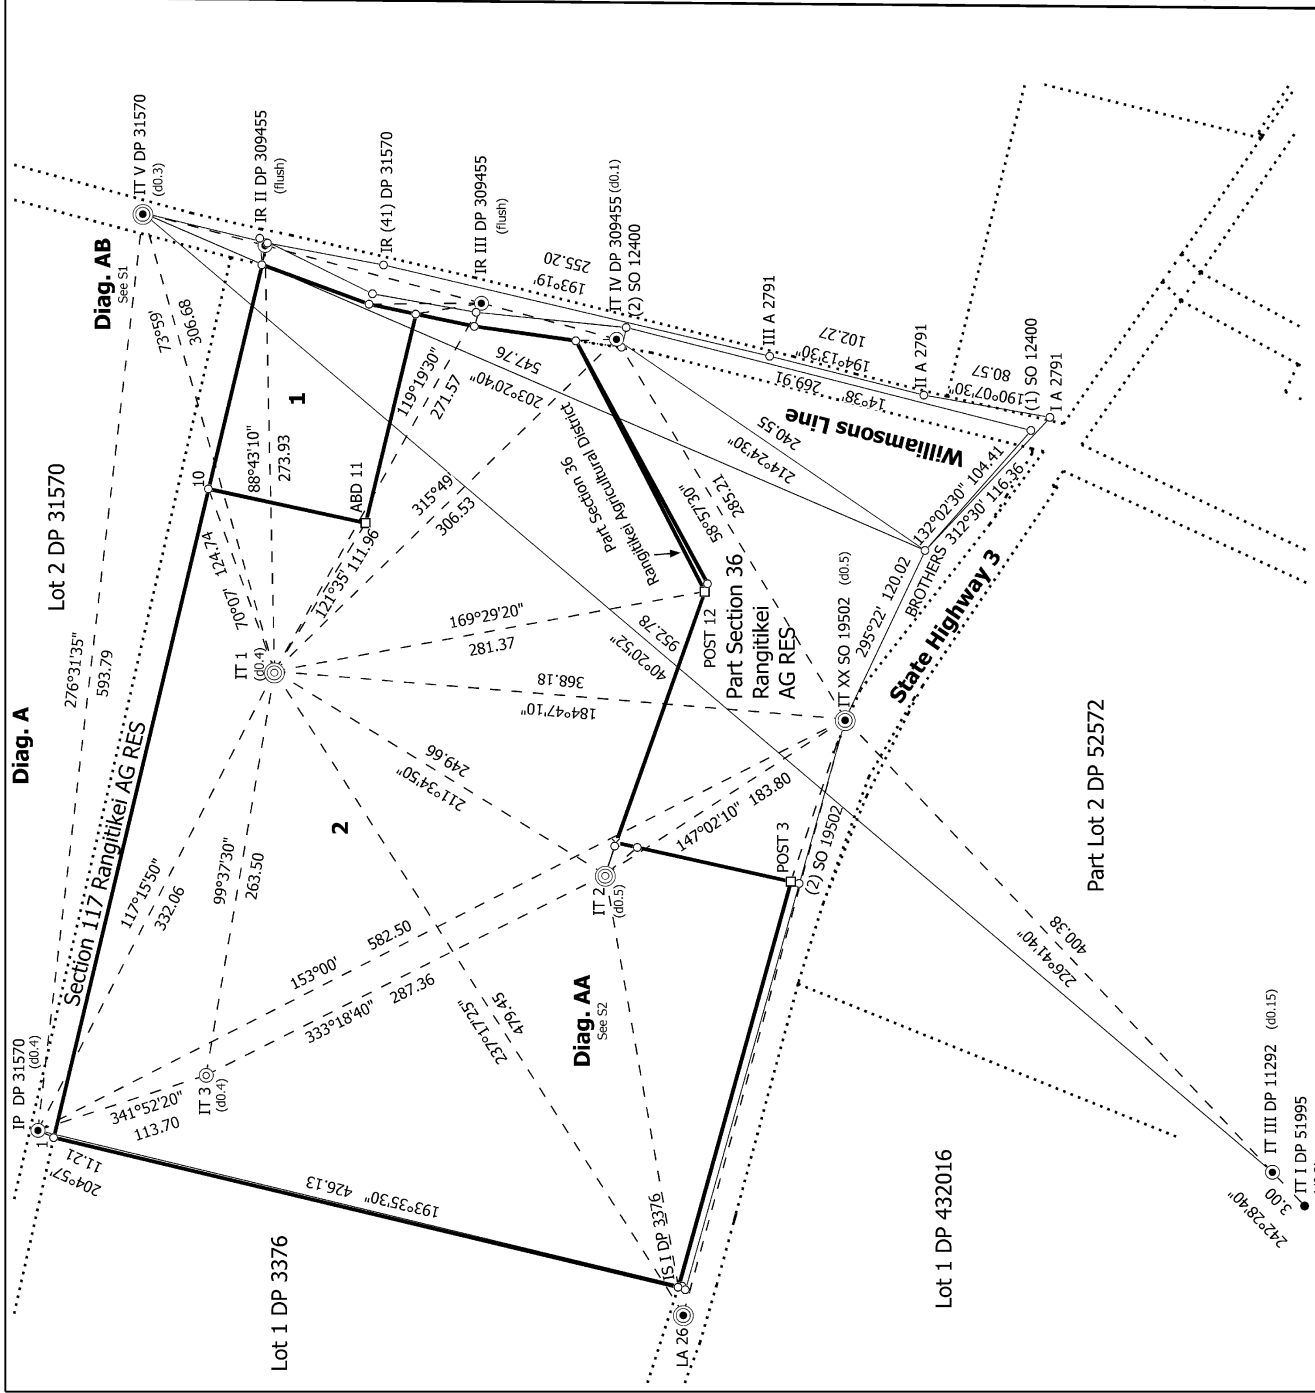 Diag. A
IT V DP 31570
(d0.3)
Diag. AB
See S1
IR II DP 309455
(flush)
IR (41) DP 31570
IR III DP 309455
(flush)
IT IV DP 309455 (d0.1)
(2) SO 12400
255.20
193°19'
III A 2791
102.27
194°13'30"
II A 2791
80.57
190°07'30"
(1) SO 12400
I A 2791
269.91
14°38'
Williamsons Line
Lot 2 DP 31570
276°31'35"
593.79
73°59'
306.68
10
88°43'10"
273.93
1
119°19'30"
271.57
ABD 11
70°07' 124.74
121°35' 111.96
315°49'
306.53
547.76
203°20'40"
240.55
214°24'30"
132°02'30" 104.41
312°30' 116.36
BROTHERS
295°22' 120.02
State Highway 3
Part Section 36
Rangitikei Agricultural District
58°57'30"
285.21
IT 1
(d0.4)
169°29'20"
281.37
POST 12
Part Section 36
Rangitikei
AG RES
952.78
40°20'52"
368.18
184°47'10"
IT XX SO 19502 (d0.5)
249.66
211°34'50"
2
Section 117 Rangitikei AG RES
117°15'50"
332.06
99°37'30"
263.50
IP DP 31570
(d0.4)
1
IT 3
(d0.4)
341°52'20"
113.70
11.21
204°57'
153°00'
582.50
333°18'40"
287.36
IT 2
(d0.5)
147°02'10" 183.80
POST 3
(2) SO 19502
Diag. AA
See S2
237°17'25"
479.45
426.13
193°35'30"
IS I DP 3376
LA 26
Lot 1 DP 3376
Lot 1 DP 432016
Part Lot 2 DP 52572
400.38
226°41'40"
IT III DP 11292 (d0.15)
3.00
242°28'40"
IT I DP 51995